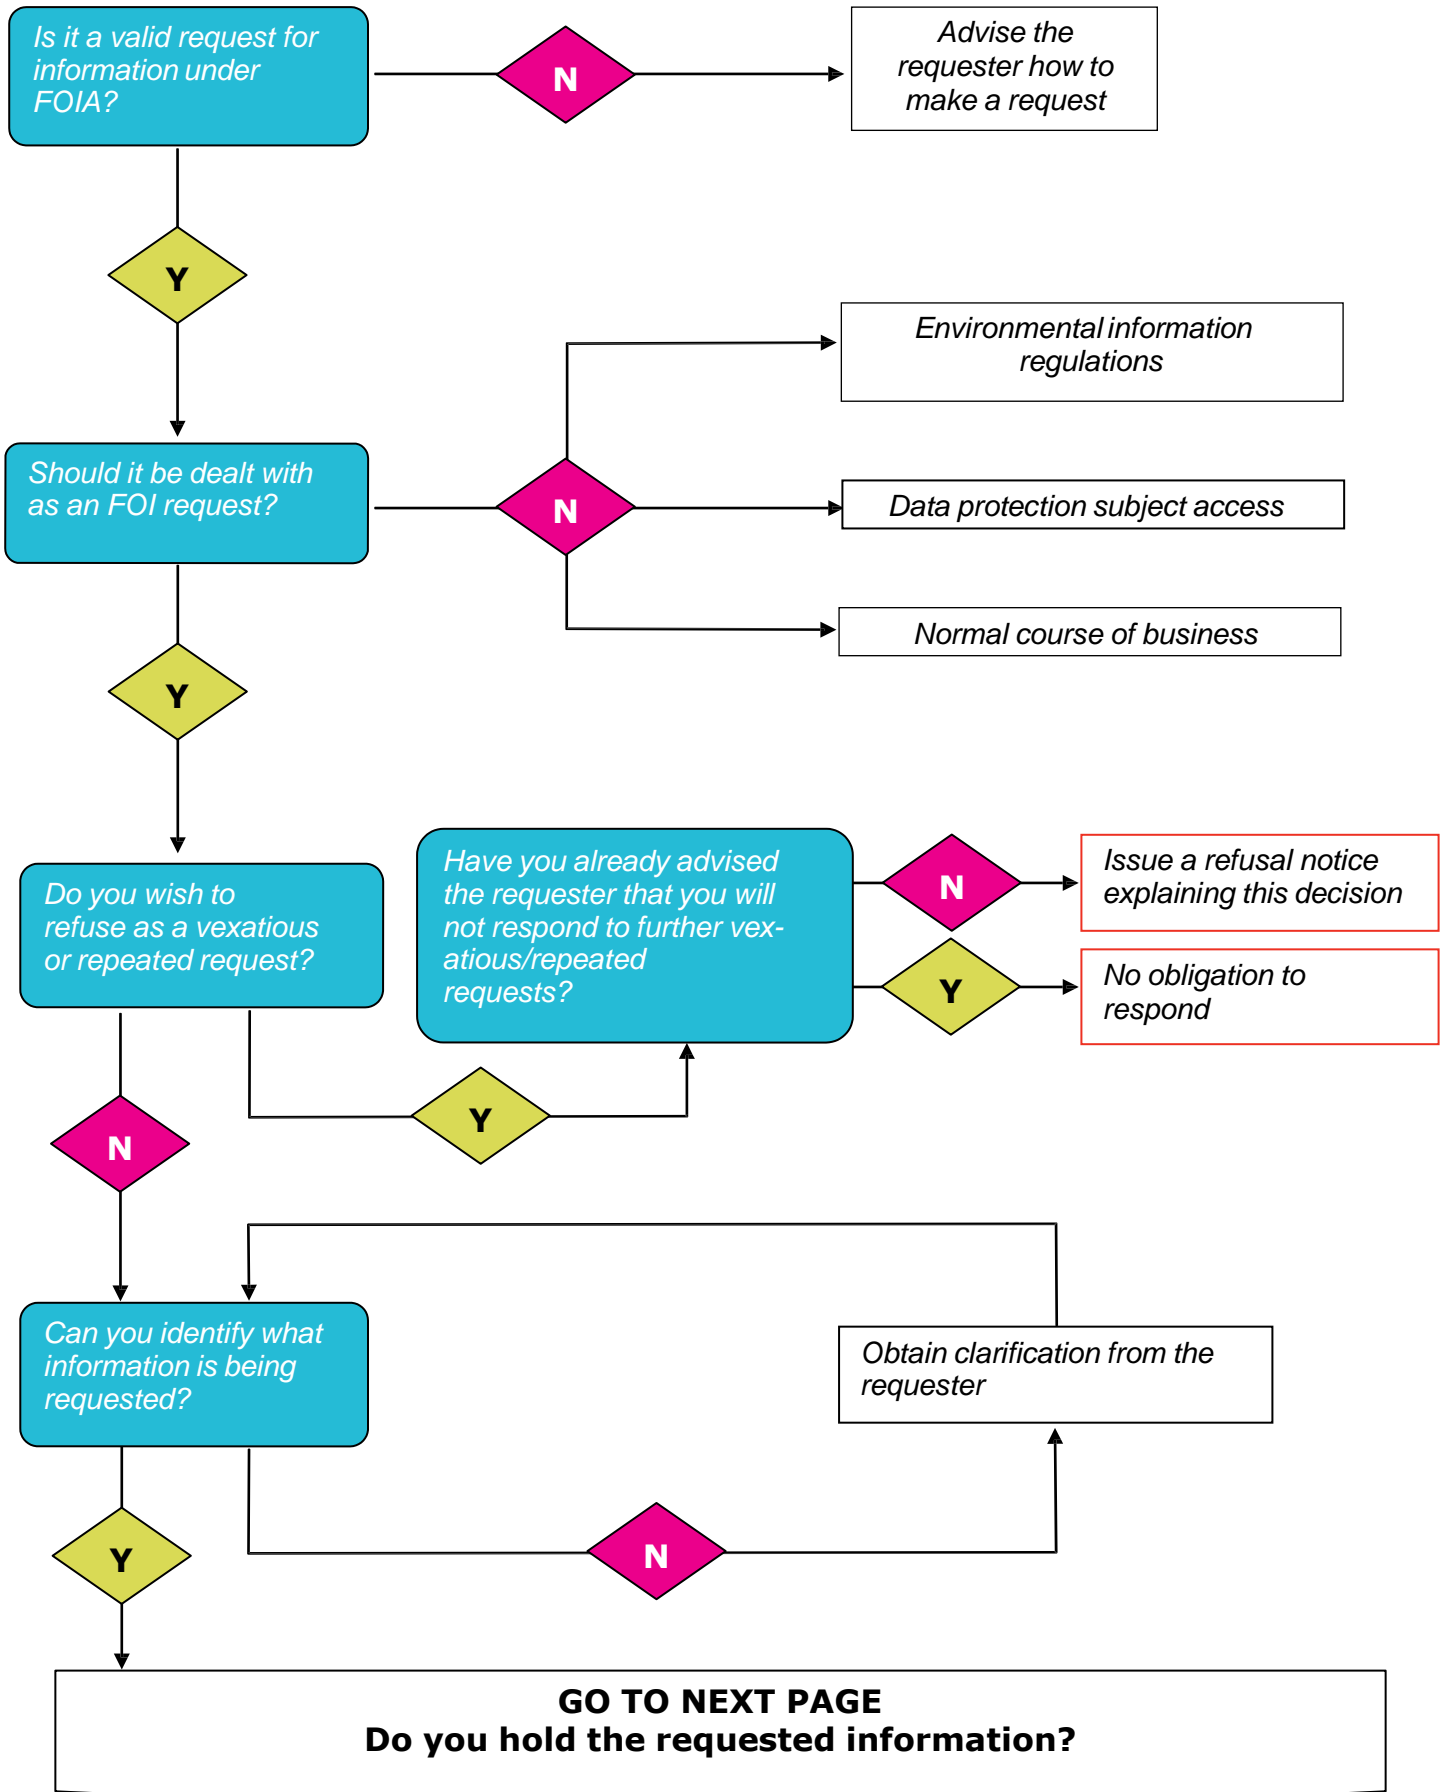 Is it a valid request for
information under
FOIA?
N
Advise the
requester how to
make a request
Y
Environmental information
regulations
Should it be dealt with
as an FOI request?
N
Data protection subject access
Normal course of business
Y
Do you wish to
refuse as a vexatious
or repeated request?
Have you already advised
the requester that you will
not respond to further vex-
atious/repeated
requests?
N
Issue a refusal notice
explaining this decision
Y
No obligation to
respond
Y
N
Can you identify what
information is being
requested?
Obtain clarification from the
requester
N
Y
GO TO NEXT PAGE
Do you hold the requested information?